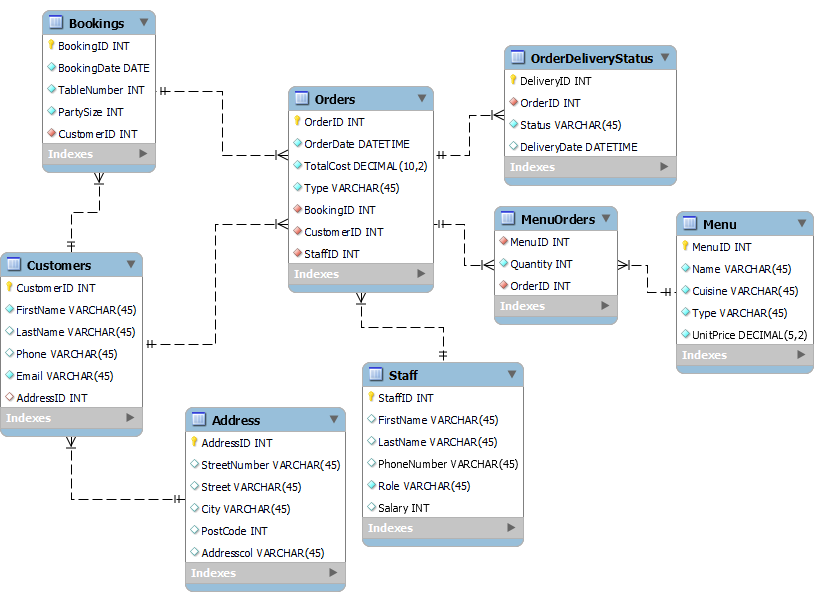 Bookings
BookingID INT
BookingDate DATE
TableNumber INT
PartySize INT
CustomerID INT
Indexes
Orders
OrderID INT
OrderDate DATETIME
TotalCost DECIMAL(10,2)
Type VARCHAR(45)
BookingID INT
CustomerID INT
StaffID INT
Indexes
OrderDeliveryStatus
DeliveryID INT
OrderID INT
Status VARCHAR(45)
DeliveryDate DATETIME
Indexes
MenuOrders
MenuID INT
Quantity INT
OrderID INT
Indexes
Menu
MenuID INT
Name VARCHAR(45)
Cuisine VARCHAR(45)
Type VARCHAR(45)
UnitPrice DECIMAL(5,2)
Indexes
Customers
CustomerID INT
FirstName VARCHAR(45)
LastName VARCHAR(45)
Phone VARCHAR(45)
Email VARCHAR(45)
AddressID INT
Indexes
Address
AddressID INT
StreetNumber VARCHAR(45)
Street VARCHAR(45)
City VARCHAR(45)
PostCode INT
Addresscol VARCHAR(45)
Indexes
Staff
StaffID INT
FirstName VARCHAR(45)
LastName VARCHAR(45)
PhoneNumber VARCHAR(45)
Role VARCHAR(45)
Salary INT
Indexes